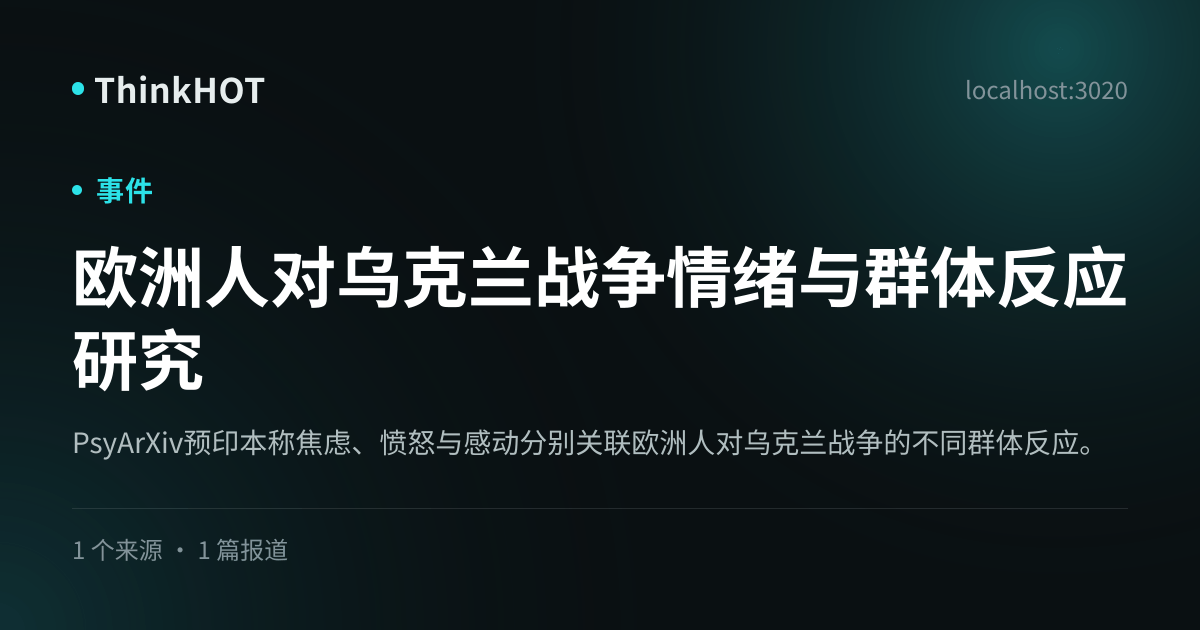 ThinkHOT
localhost:3020
事件
欧洲人对乌克兰战争情绪与群体反应
研究
PsyArXiv预印本称焦虑、愤怒与感动分别关联欧洲人对乌克兰战争的不同群体反应。
1 个来源 · 1 篇报道